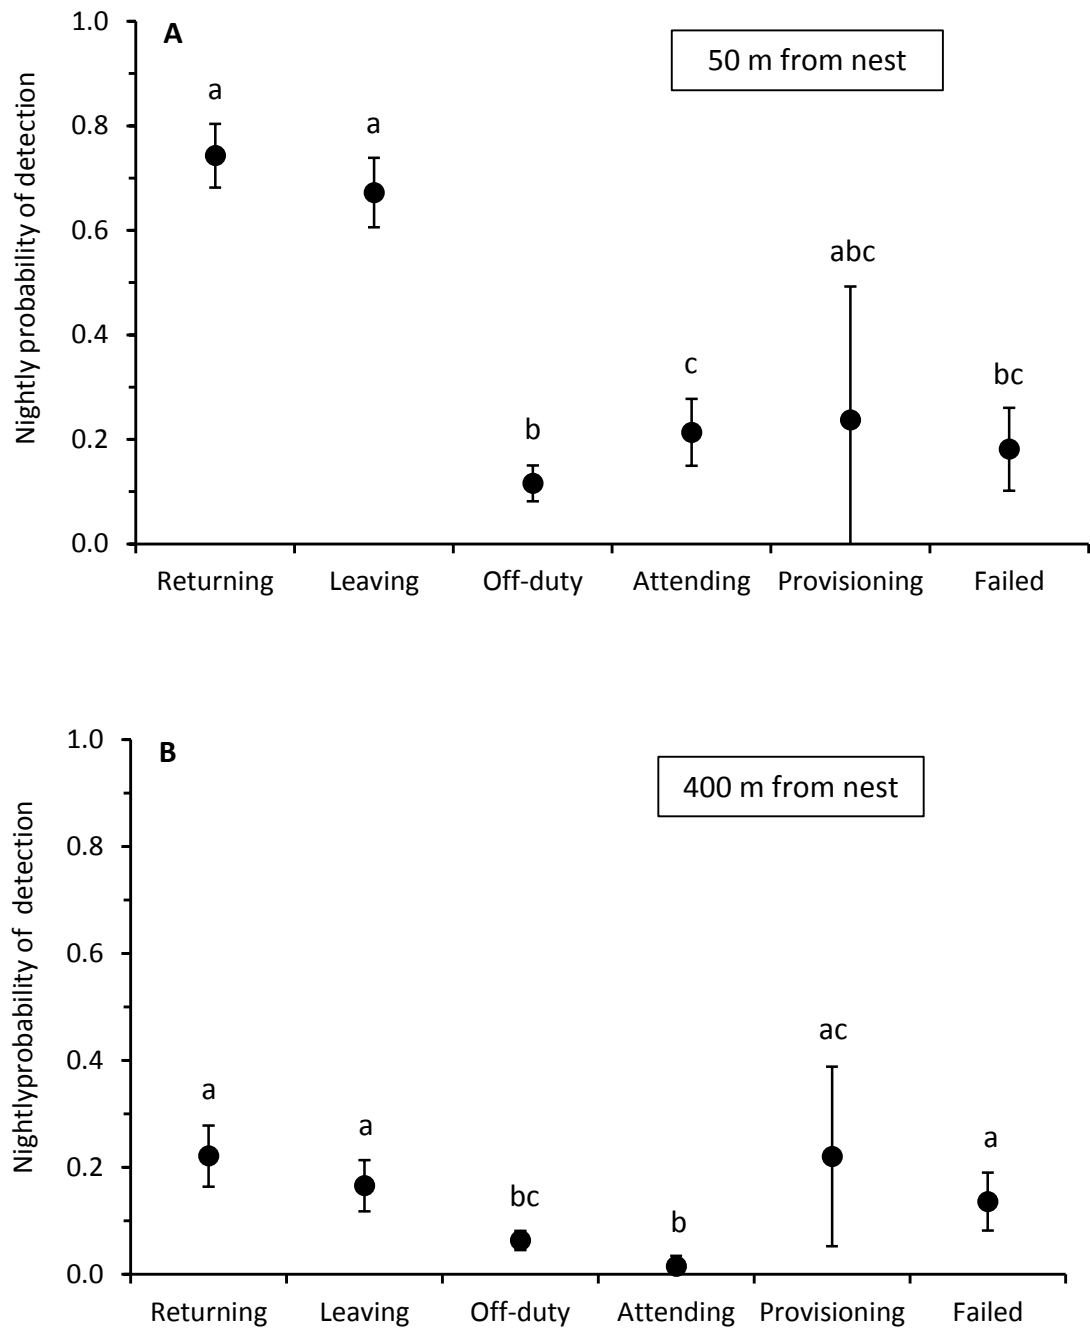 A
50 m from nest
Nightly probability of detection
1.0
0.8
0.6
0.4
0.2
0.0
a
a
b
c
abc
bc
Returning
Leaving
Off-duty
Attending
Provisioning
Failed
B
400 m from nest
Nightlyprobability of detection
1.0
0.8
0.6
0.4
0.2
0.0
a
a
bc
b
ac
a
Returning
Leaving
Off-duty
Attending
Provisioning
Failed